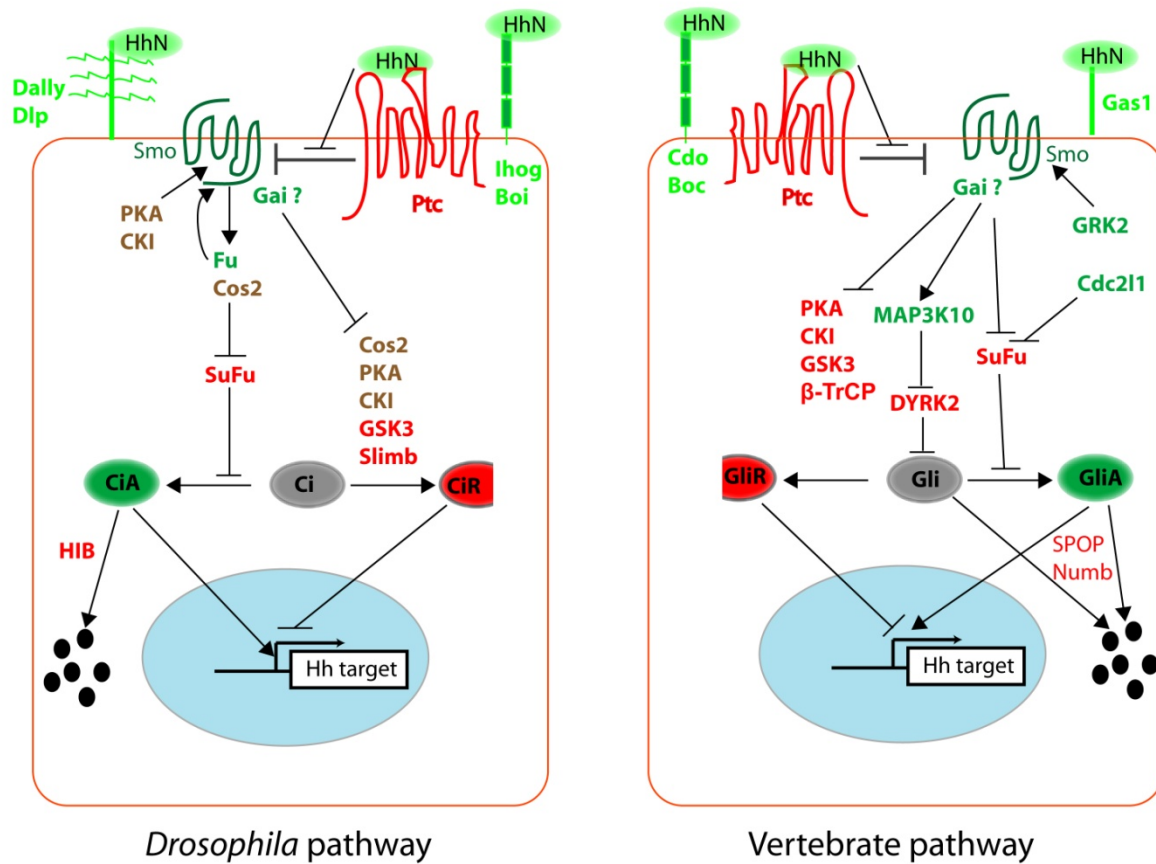 HhN
Dally
Dlp
Smo
PKA
CKI
Fu
Cos2
SuFu
HhN
Gai ?
Ptc
HhN
Ihog
Boi
Cos2
PKA
CKI
GSK3
Slimb
CiA
Ci
CiR
HIB
Hh target
Drosophila pathway
HhN
Cdo
Boc
HhN
Ptc
Gai ?
Smo
HhN
Gas1
GRK2
Cdc2l1
PKA
CKI
GSK3
β-TrCP
MAP3K10
DYRK2
SuFu
GliR
Gli
GliA
SPOP
Numb
Hh target
Vertebrate pathway